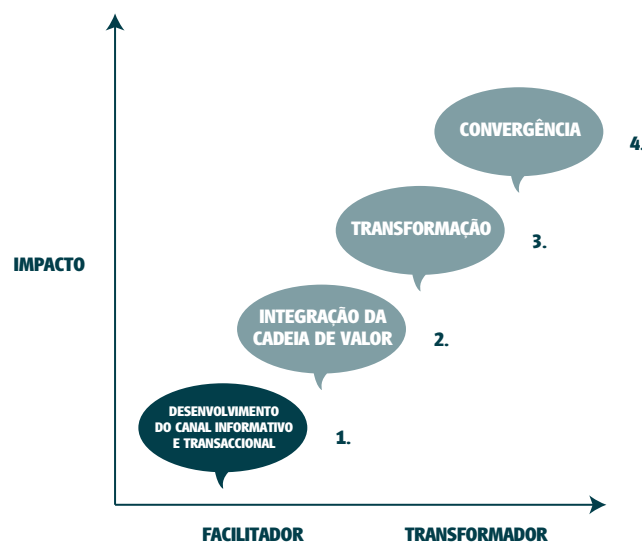 CONVERGÊNCIA
4.
TRANSFORMAÇÃO
3.
IMPACTO
INTEGRAÇÃO DA
CADEIA DE VALOR
2.
DESENVOLVIMENTO
DO CANAL INFORMATIVO
E TRANSACCIONAL
1.
FACILITADOR
TRANSFORMADOR